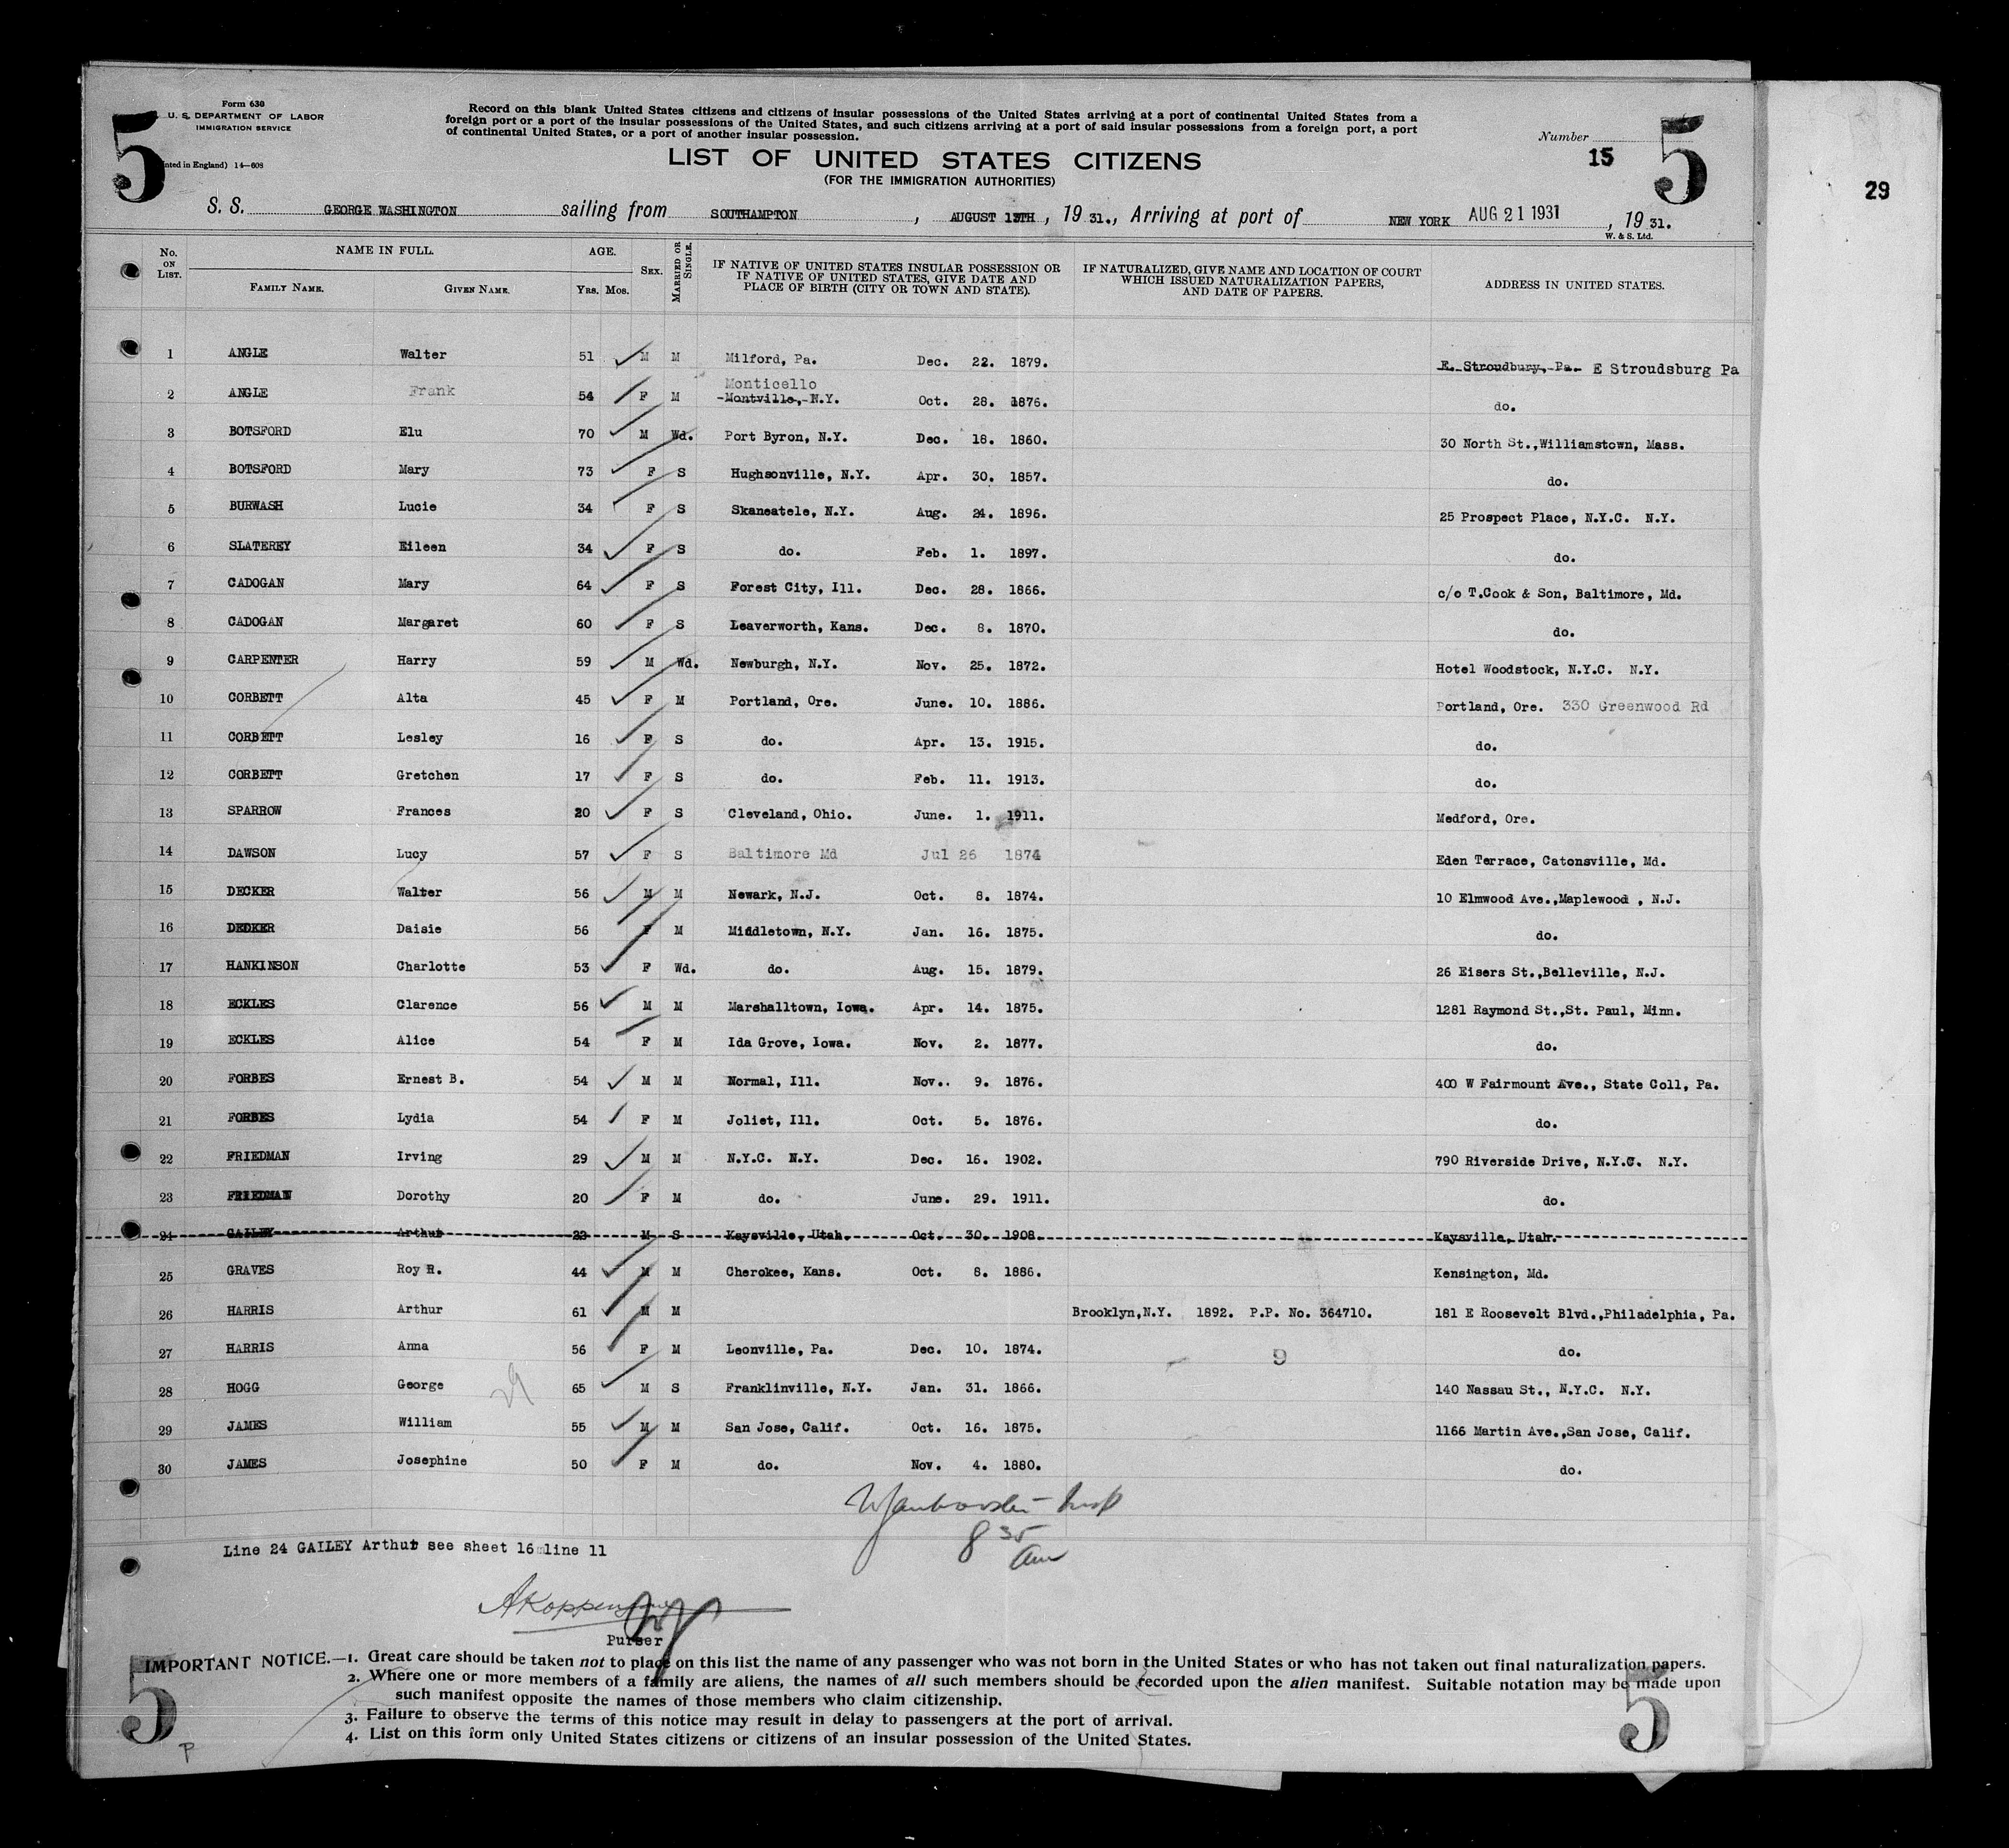 Form 630
U. S. DEPARTMENT OF LABOR
IMMIGRATION SERVICE
nted in England) 14—608
5
Record on this blank United States citizens and citizens of insular possessions of the United States arriving at a port of continental United States from a
foreign port or a port of the insular possessions of the United States, and such citizens arriving at a port of said insular possessions from a foreign port, a port
of continental United States, or a port of another insular possession.
Number
15
5
29
LIST OF UNITED STATES CITIZENS
(FOR THE IMMIGRATION AUTHORITIES)
S. S. GEORGE WASHINGTON sailing from SOUTHAMPTON , AUGUST 13TH, 19 31., Arriving at port of NEW YORK AUG 21 1931 , 19 31.
W. & S. Ltd.
No. ON LIST. NAME IN FULL. AGE. SEX. MARRIED OR SINGLE. IF NATIVE OF UNITED STATES INSULAR POSSESSION OR IF NATIVE OF UNITED STATES, GIVE DATE AND PLACE OF BIRTH (CITY OR TOWN AND STATE). IF NATURALIZED, GIVE NAME AND LOCATION OF COURT WHICH ISSUED NATURALIZATION PAPERS, AND DATE OF PAPERS. ADDRESS IN UNITED STATES.
FAMILY NAME. GIVEN NAME. YRS. MOS.
1 ANGLE Walter 51 M M Milford, Pa. Dec. 22. 1879. E. Stroudbury, Pa. E Stroudsburg Pa
2 ANGLE Frank 54 F M Monticello Montville, N.Y. Oct. 28. 1876. do.
3 BOTSFORD Elu 70 M Wd. Port Byron, N.Y. Dec. 18. 1860. 30 North St.,Williamstown, Mass.
4 BOTSFORD Mary 73 F S Hughsonville, N.Y. Apr. 30. 1857. do.
5 BURWASH Lucie 34 F S Skaneatele, N.Y. Aug. 24. 1896. 25 Prospect Place, N.Y.C. N.Y.
6 SLATEREY Eileen 34 F S do. Feb. 1. 1897. do.
7 CADOGAN Mary 64 F S Forest City, Ill. Dec. 28. 1866. c/o T.Cook & Son, Baltimore, Md.
8 CADOGAN Margaret 60 F S Leaverworth, Kans. Dec. 8. 1870. do.
9 CARPENTER Harry 59 M Wd. Newburgh, N.Y. Nov. 25. 1872. Hotel Woodstock, N.Y.C. N.Y.
10 CORBETT Alta 45 F M Portland, Ore. June. 10. 1886. Portland, Ore. 330 Greenwood Rd
11 CORBETT Lesley 16 F S do. Apr. 13. 1915. do.
12 CORBETT Gretchen 17 F S do. Feb. 11. 1913. do.
13 SPARROW Frances 20 F S Cleveland, Ohio. June. 1. 1911. Medford, Ore.
14 DAWSON Lucy 57 F S Baltimore Md Jul 26 1874 Eden Terrace, Catonsville, Md.
15 DECKER Walter 56 M M Newark, N.J. Oct. 8. 1874. 10 Elmwood Ave.,Maplewood , N.J.
16 DECKER Daisie 56 F M Middletown, N.Y. Jan. 16. 1875. do.
17 HANKINSON Charlotte 53 F Wd. do. Aug. 15. 1879. 26 Eisers St.,Belleville, N.J.
18 ECKLES Clarence 56 M M Marshalltown, Iowa. Apr. 14. 1875. 1281 Raymond St.,St. Paul, Minn.
19 ECKLES Alice 54 F M Ida Grove, Iowa. Nov. 2. 1877. do.
20 FORBES Ernest B. 54 M M Normal, Ill. Nov.. 9. 1876. 400 W Fairmount Ave., State Coll, Pa.
21 FORBES Lydia 54 F M Joliet, Ill. Oct. 5. 1876. do.
22 FRIEDMAN Irving 29 M M N.Y.C. N.Y. Dec. 16. 1902. 790 Riverside Drive, N.Y.C. N.Y.
23 FRIEDMAN Dorothy 20 F M do. June. 29. 1911. do.
24 GAILEY Arthur 22 M S Kaysville, Utah. Oct. 30. 1908. Kaysville, Utah.
25 GRAVES Roy R. 44 M M Cherokee, Kans. Oct. 8. 1886. Kensington, Md.
26 HARRIS Arthur 61 M M Brooklyn,N.Y. 1892. P.P. No. 364710. 181 E Roosevelt Blvd.,Philadelphia, Pa.
27 HARRIS Anna 56 F M Leonville, Pa. Dec. 10. 1874. 9 do.
28 HOGG George 29 65 M S Franklinville, N.Y. Jan. 31. 1866. 140 Nassau St., N.Y.C. N.Y.
29 JAMES William 55 M M San Jose, Calif. Oct. 16. 1875. 1166 Martin Ave.,San Jose, Calif.
30 JAMES Josephine 50 F M do. Nov. 4. 1880. do.
8 35
am
Line 24 GAILEY Arthur see sheet 16 line 11
Purser
IMPORTANT NOTICE.—1. Great care should be taken not to place on this list the name of any passenger who was not born in the United States or who has not taken out final naturalization papers.
2. Where one or more members of a family are aliens, the names of all such members should be recorded upon the alien manifest. Suitable notation may be made upon
such manifest opposite the names of those members who claim citizenship.
3. Failure to observe the terms of this notice may result in delay to passengers at the port of arrival.
4. List on this form only United States citizens or citizens of an insular possession of the United States.
5
P
5